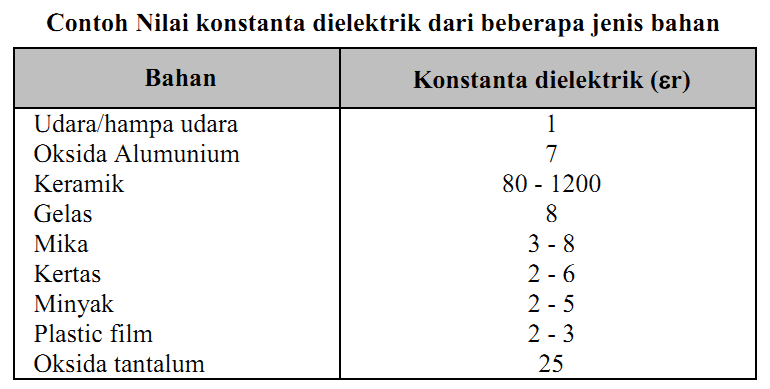 Contoh Nilai konstanta dielektrik dari beberapa jenis bahan
Bahan Konstanta dielektrik (εr)
Udara/hampa udara 1
Oksida Alumunium 7
Keramik 80 - 1200
Gelas 8
Mika 3 - 8
Kertas 2 - 6
Minyak 2 - 5
Plastic film 2 - 3
Oksida tantalum 25